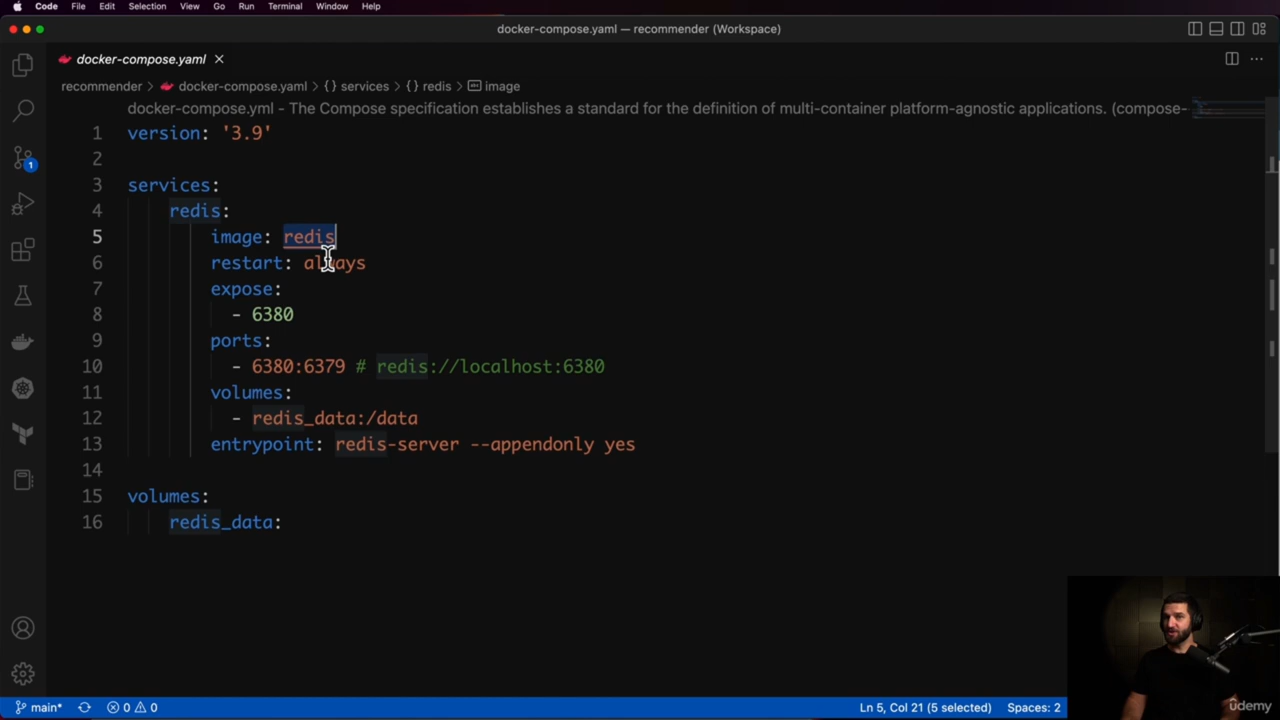 Code File Edit Selection View Go Run Terminal Window Help
docker-compose.yaml — recommender (Workspace)
docker-compose.yaml
recommender > docker-compose.yaml > {} services > {} redis > image
docker-compose.yml - The Compose specification establishes a standard for the definition of multi-container platform-agnostic applications. (compose-
1 version: '3.9'
2
3 services:
4 redis:
5 image: redis
6 restart: always
7 expose:
8 - 6380
9 ports:
10 - 6380:6379 # redis://localhost:6380
11 volumes:
12 - redis_data:/data
13 entrypoint: redis-server --appendonly yes
14
15 volumes:
16 redis_data:
1
main* 0 0 Ln 5, Col 21 (5 selected) Spaces: 2
udemy